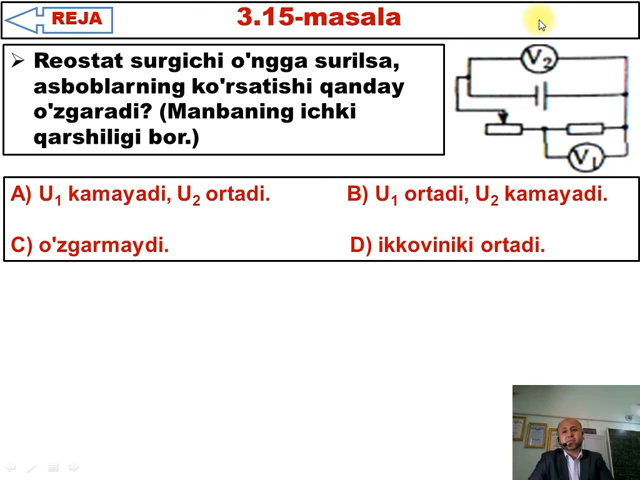 REJA
3.15-masala
➢ Reostat surgichi o'ngga surilsa,
asboblarning ko'rsatishi qanday
o'zgaradi? (Manbaning ichki
qarshiligi bor.)
V₂
V₁
A) U₁ kamayadi, U₂ ortadi. B) U₁ ortadi, U₂ kamayadi.
C) o'zgarmaydi. D) ikkoviniki ortadi.